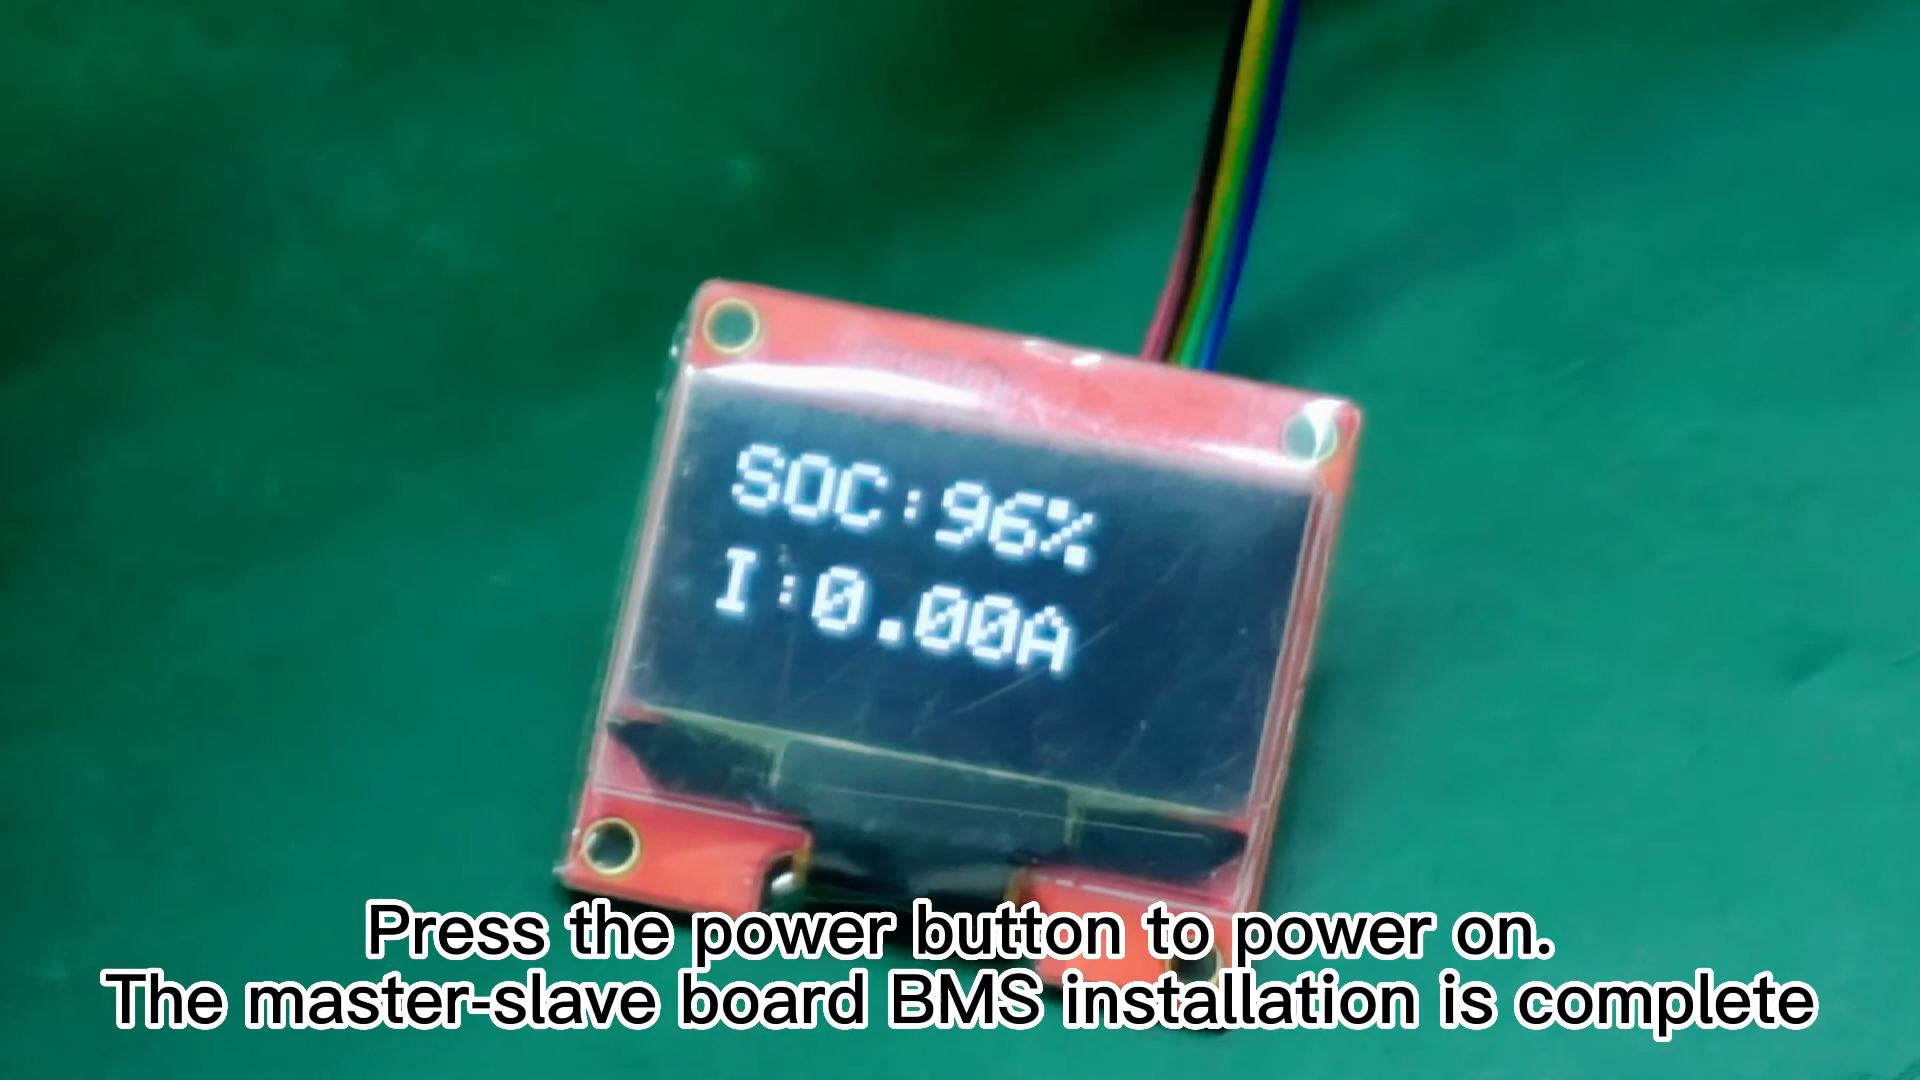 SOC:96%
I:0.00A
Press the power button to power on.
The master-slave board BMS installation is complete